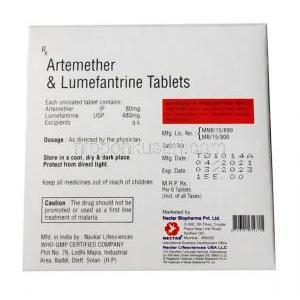 Rx
Artemether
& Lumefantrine Tablets
Each uncoated tablet contains :
Artemether IP 80mg.
Lumefantrine USP 480mg.
Excipients q.s.
Dosage : As directed by the physician.
Store in a cool, dry & dark place.
Protect from direct light.
Keep all medicines out of reach of children.
Caution The drug should not be
promoted or used as a first line
treatment of malaria.
Mfd. in India by : Navkar Lifesciences
WHO-GMP CERTIFIED COMPANY
Plot No. 76, Lodhi Majra, Industrial
Area, Baddi, Distt. Solan (H.P)
Mfg. Lic. No. : MNB/15/899
MB/15/900
TD1014A
Mfg. Date 04/2021
Exp. Date 03/2023
M.R.P. Rs. 155.00
Per 6 Tablets
(Incl. of all Taxes)
Marketed by
Nectar Biopharma Pvt. Ltd.
NECTAR
Nectar Lifesciences USA LLC